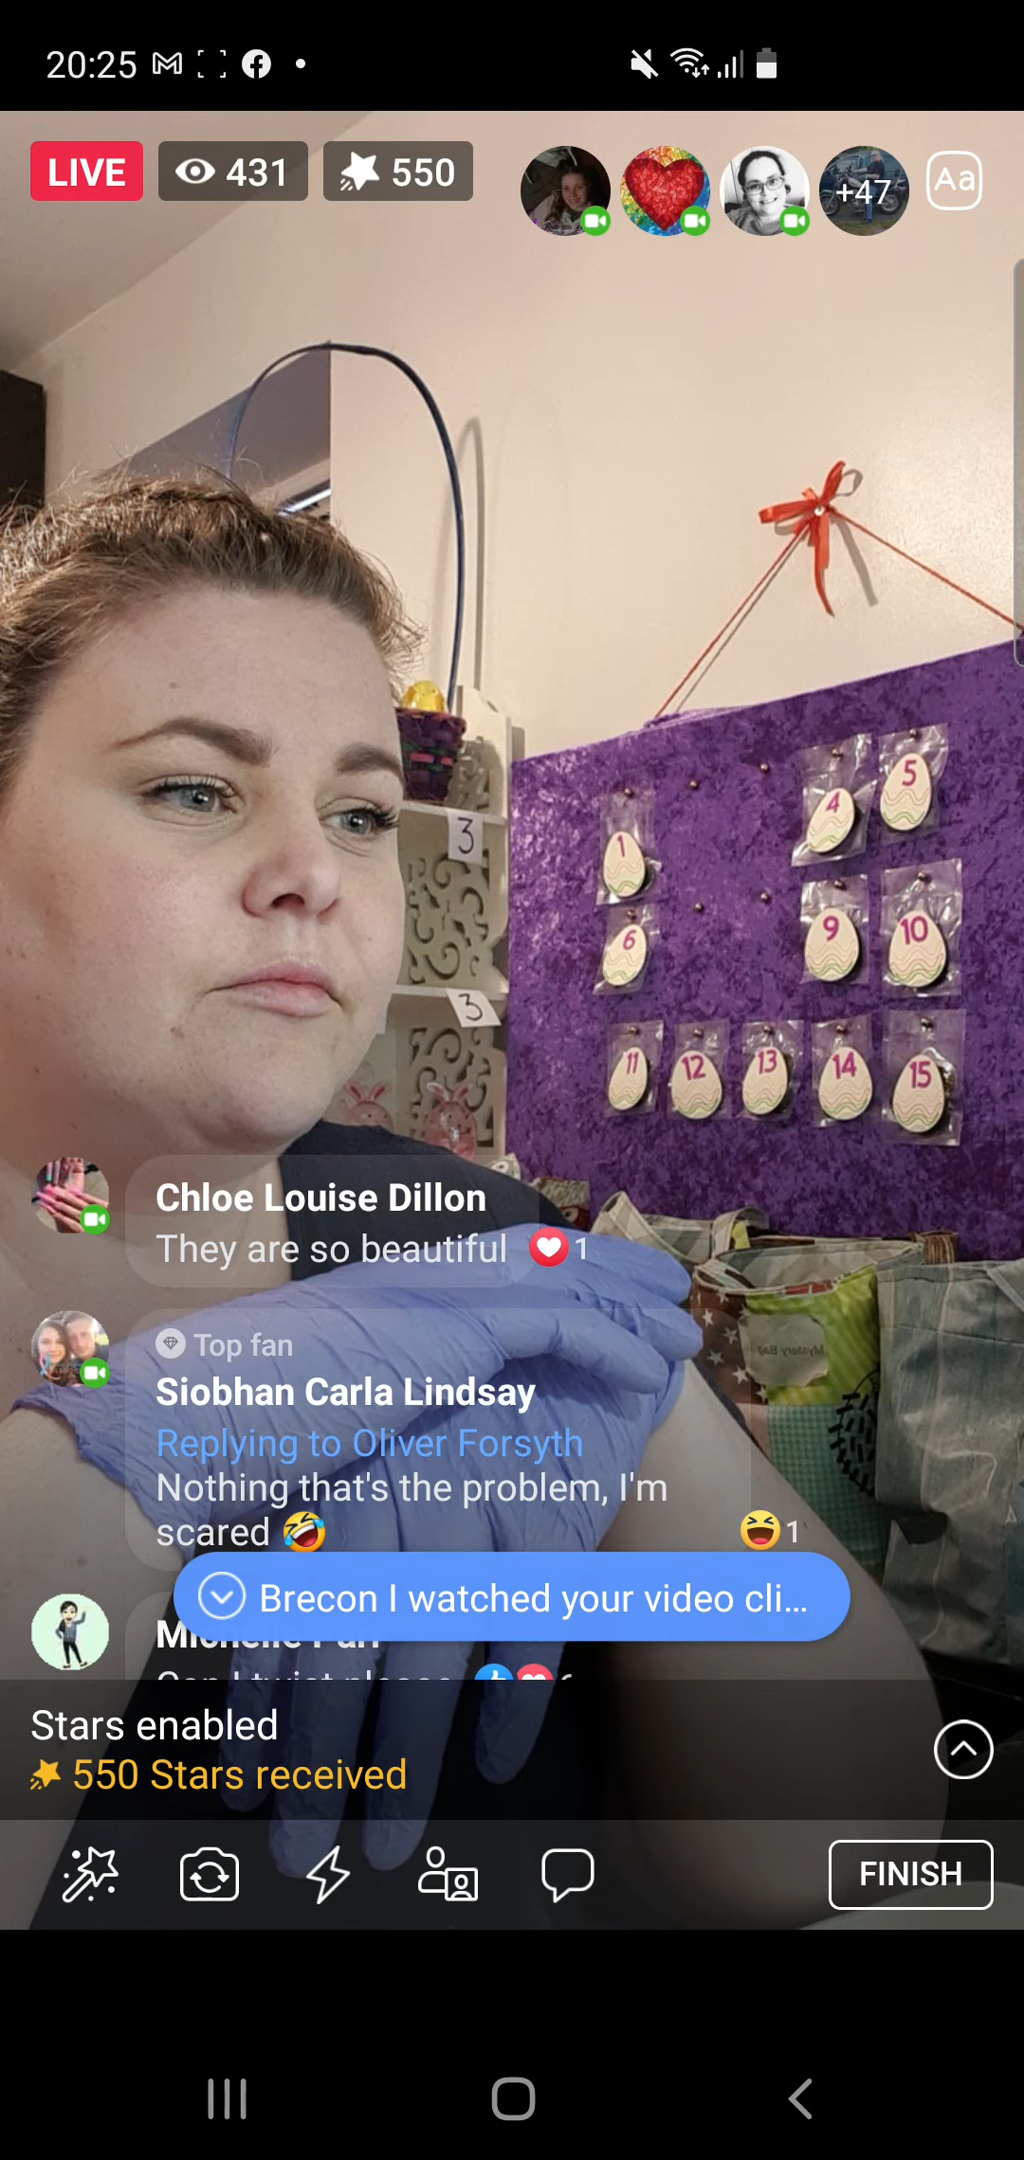 20:25
LIVE 431 550 +47 Aa
5
4
1
3
6 9 10
3
11 12 13 14 15
Chloe Louise Dillon
They are so beautiful 1
Top fan
Mystery Bag
Siobhan Carla Lindsay
Replying to Oliver Forsyth
Nothing that's the problem, I'm
scared 1
Brecon I watched your video cli...
Stars enabled
550 Stars received
FINISH